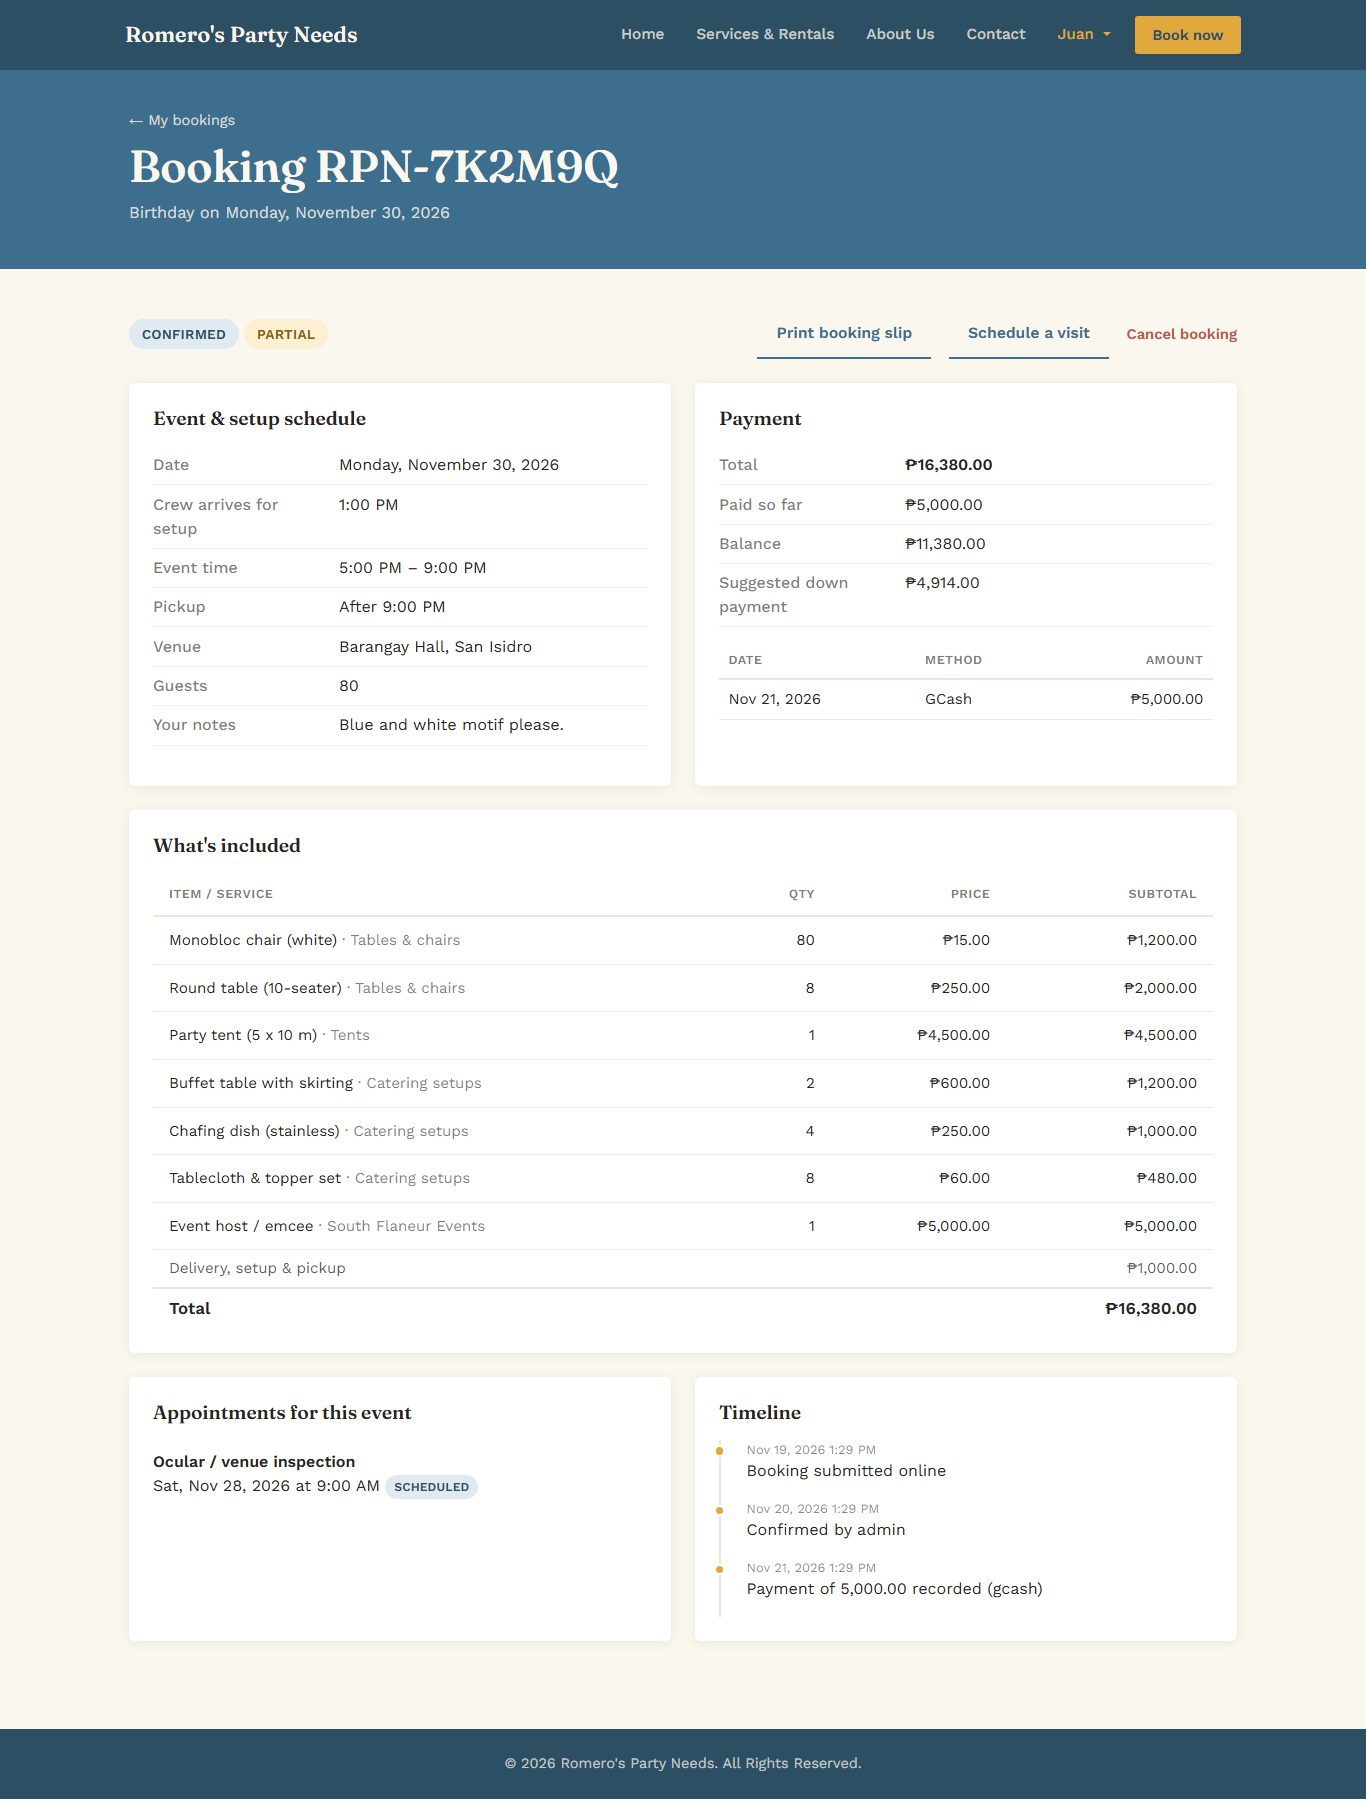 Romero's Party Needs
Home Services & Rentals About Us Contact Juan Book now
← My bookings
Booking RPN-7K2M9Q
Birthday on Monday, November 30, 2026
CONFIRMED PARTIAL
Print booking slip Schedule a visit Cancel booking
Event & setup schedule
Date Monday, November 30, 2026
Crew arrives for setup 1:00 PM
Event time 5:00 PM – 9:00 PM
Pickup After 9:00 PM
Venue Barangay Hall, San Isidro
Guests 80
Your notes Blue and white motif please.
Payment
Total ₱16,380.00
Paid so far ₱5,000.00
Balance ₱11,380.00
Suggested down payment ₱4,914.00
DATE METHOD AMOUNT
Nov 21, 2026 GCash ₱5,000.00
What's included
ITEM / SERVICE QTY PRICE SUBTOTAL
Monobloc chair (white) · Tables & chairs 80 ₱15.00 ₱1,200.00
Round table (10-seater) · Tables & chairs 8 ₱250.00 ₱2,000.00
Party tent (5 x 10 m) · Tents 1 ₱4,500.00 ₱4,500.00
Buffet table with skirting · Catering setups 2 ₱600.00 ₱1,200.00
Chafing dish (stainless) · Catering setups 4 ₱250.00 ₱1,000.00
Tablecloth & topper set · Catering setups 8 ₱60.00 ₱480.00
Event host / emcee · South Flaneur Events 1 ₱5,000.00 ₱5,000.00
Delivery, setup & pickup ₱1,000.00
Total ₱16,380.00
Appointments for this event
Ocular / venue inspection
Sat, Nov 28, 2026 at 9:00 AM SCHEDULED
Timeline
Nov 19, 2026 1:29 PM
Booking submitted online
Nov 20, 2026 1:29 PM
Confirmed by admin
Nov 21, 2026 1:29 PM
Payment of 5,000.00 recorded (gcash)
© 2026 Romero's Party Needs. All Rights Reserved.